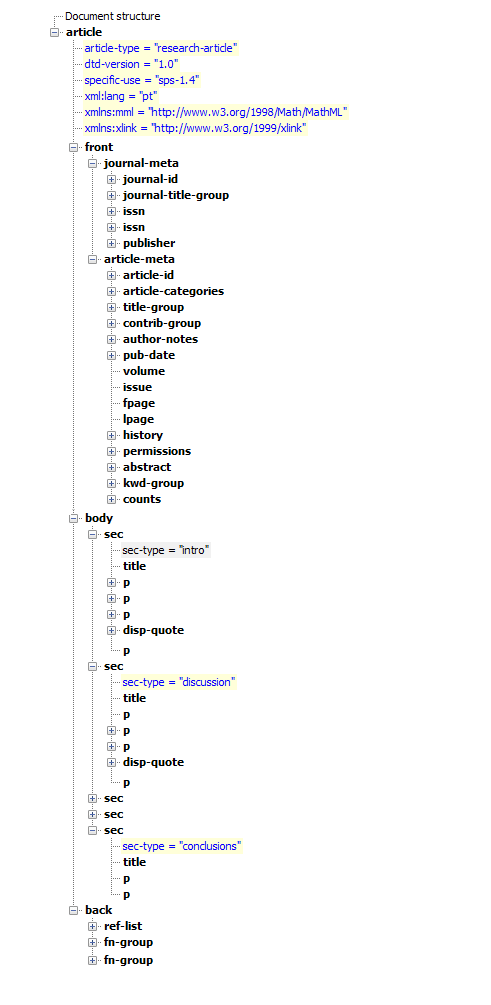 Document structure
article
article-type = "research-article"
dtd-version = "1.0"
specific-use = "sps-1.4"
xml:lang = "pt"
xmlns:mml = "http://www.w3.org/1998/Math/MathML"
xmlns:xlink = "http://www.w3.org/1999/xlink"
front
journal-meta
journal-id
journal-title-group
issn
issn
publisher
article-meta
article-id
article-categories
title-group
contrib-group
author-notes
pub-date
volume
issue
fpage
lpage
history
permissions
abstract
kwd-group
counts
body
sec
sec-type = "intro"
title
p
p
p
disp-quote
p
sec
sec-type = "discussion"
title
p
p
p
disp-quote
p
sec
sec
sec
sec-type = "conclusions"
title
p
p
back
ref-list
fn-group
fn-group